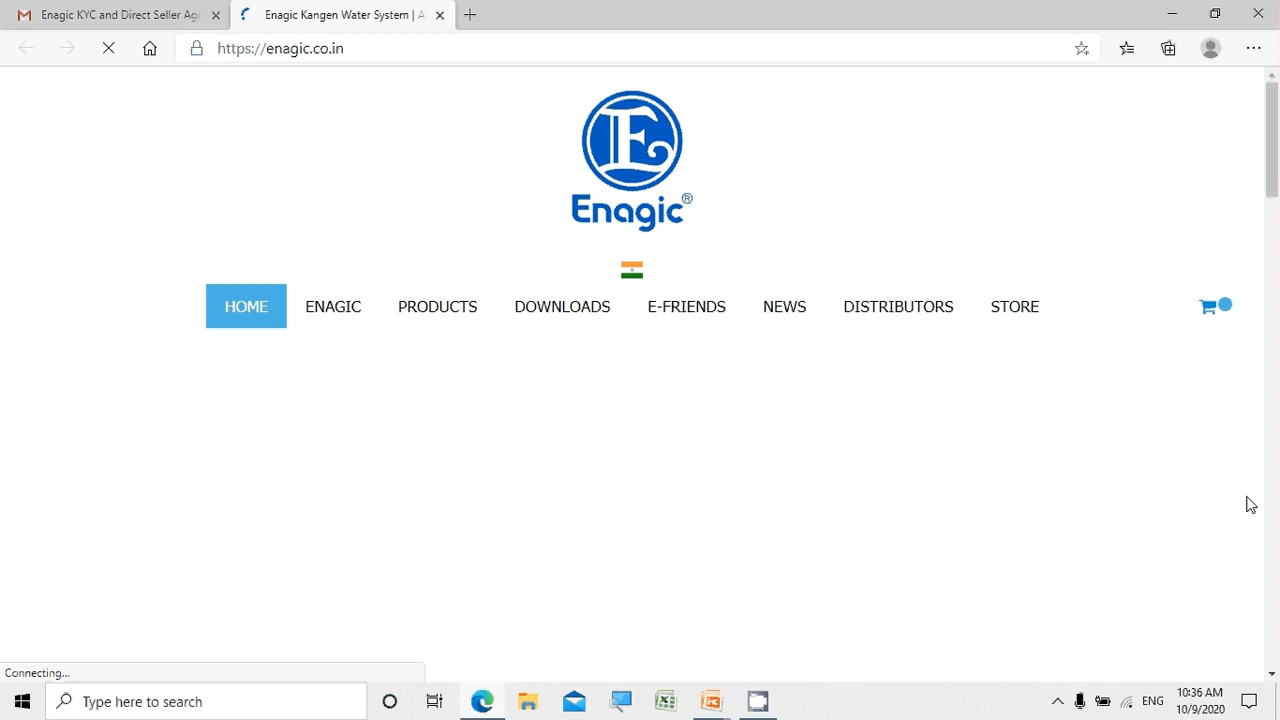 Enagic KYC and Direct Seller Agr
Enagic Kangen Water System | A
https://enagic.co.in
E
Enagic®
HOME ENAGIC PRODUCTS DOWNLOADS E-FRIENDS NEWS DISTRIBUTORS STORE
Connecting...
Type here to search
ENG
10:36 AM
10/9/2020